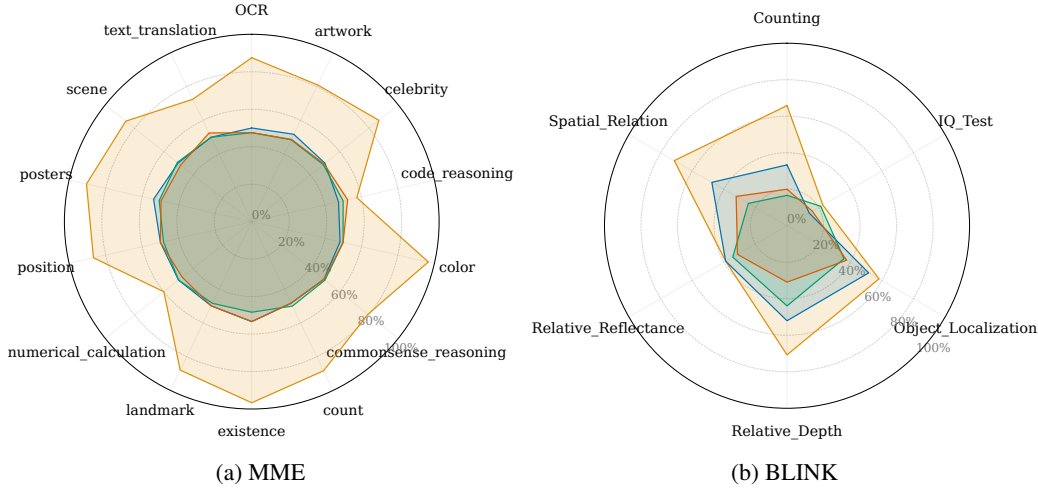 OCR
text_translation
artwork
scene
celebrity
posters
code_reasoning
0%
20%
position
40%
color
60%
80%
100%
numerical_calculation
commonsense_reasoning
landmark
count
existence
(a) MME
Counting
Spatial_Relation
IQ_Test
0%
20%
40%
60%
80%
100%
Relative_Reflectance
Object_Localization
Relative_Depth
(b) BLINK